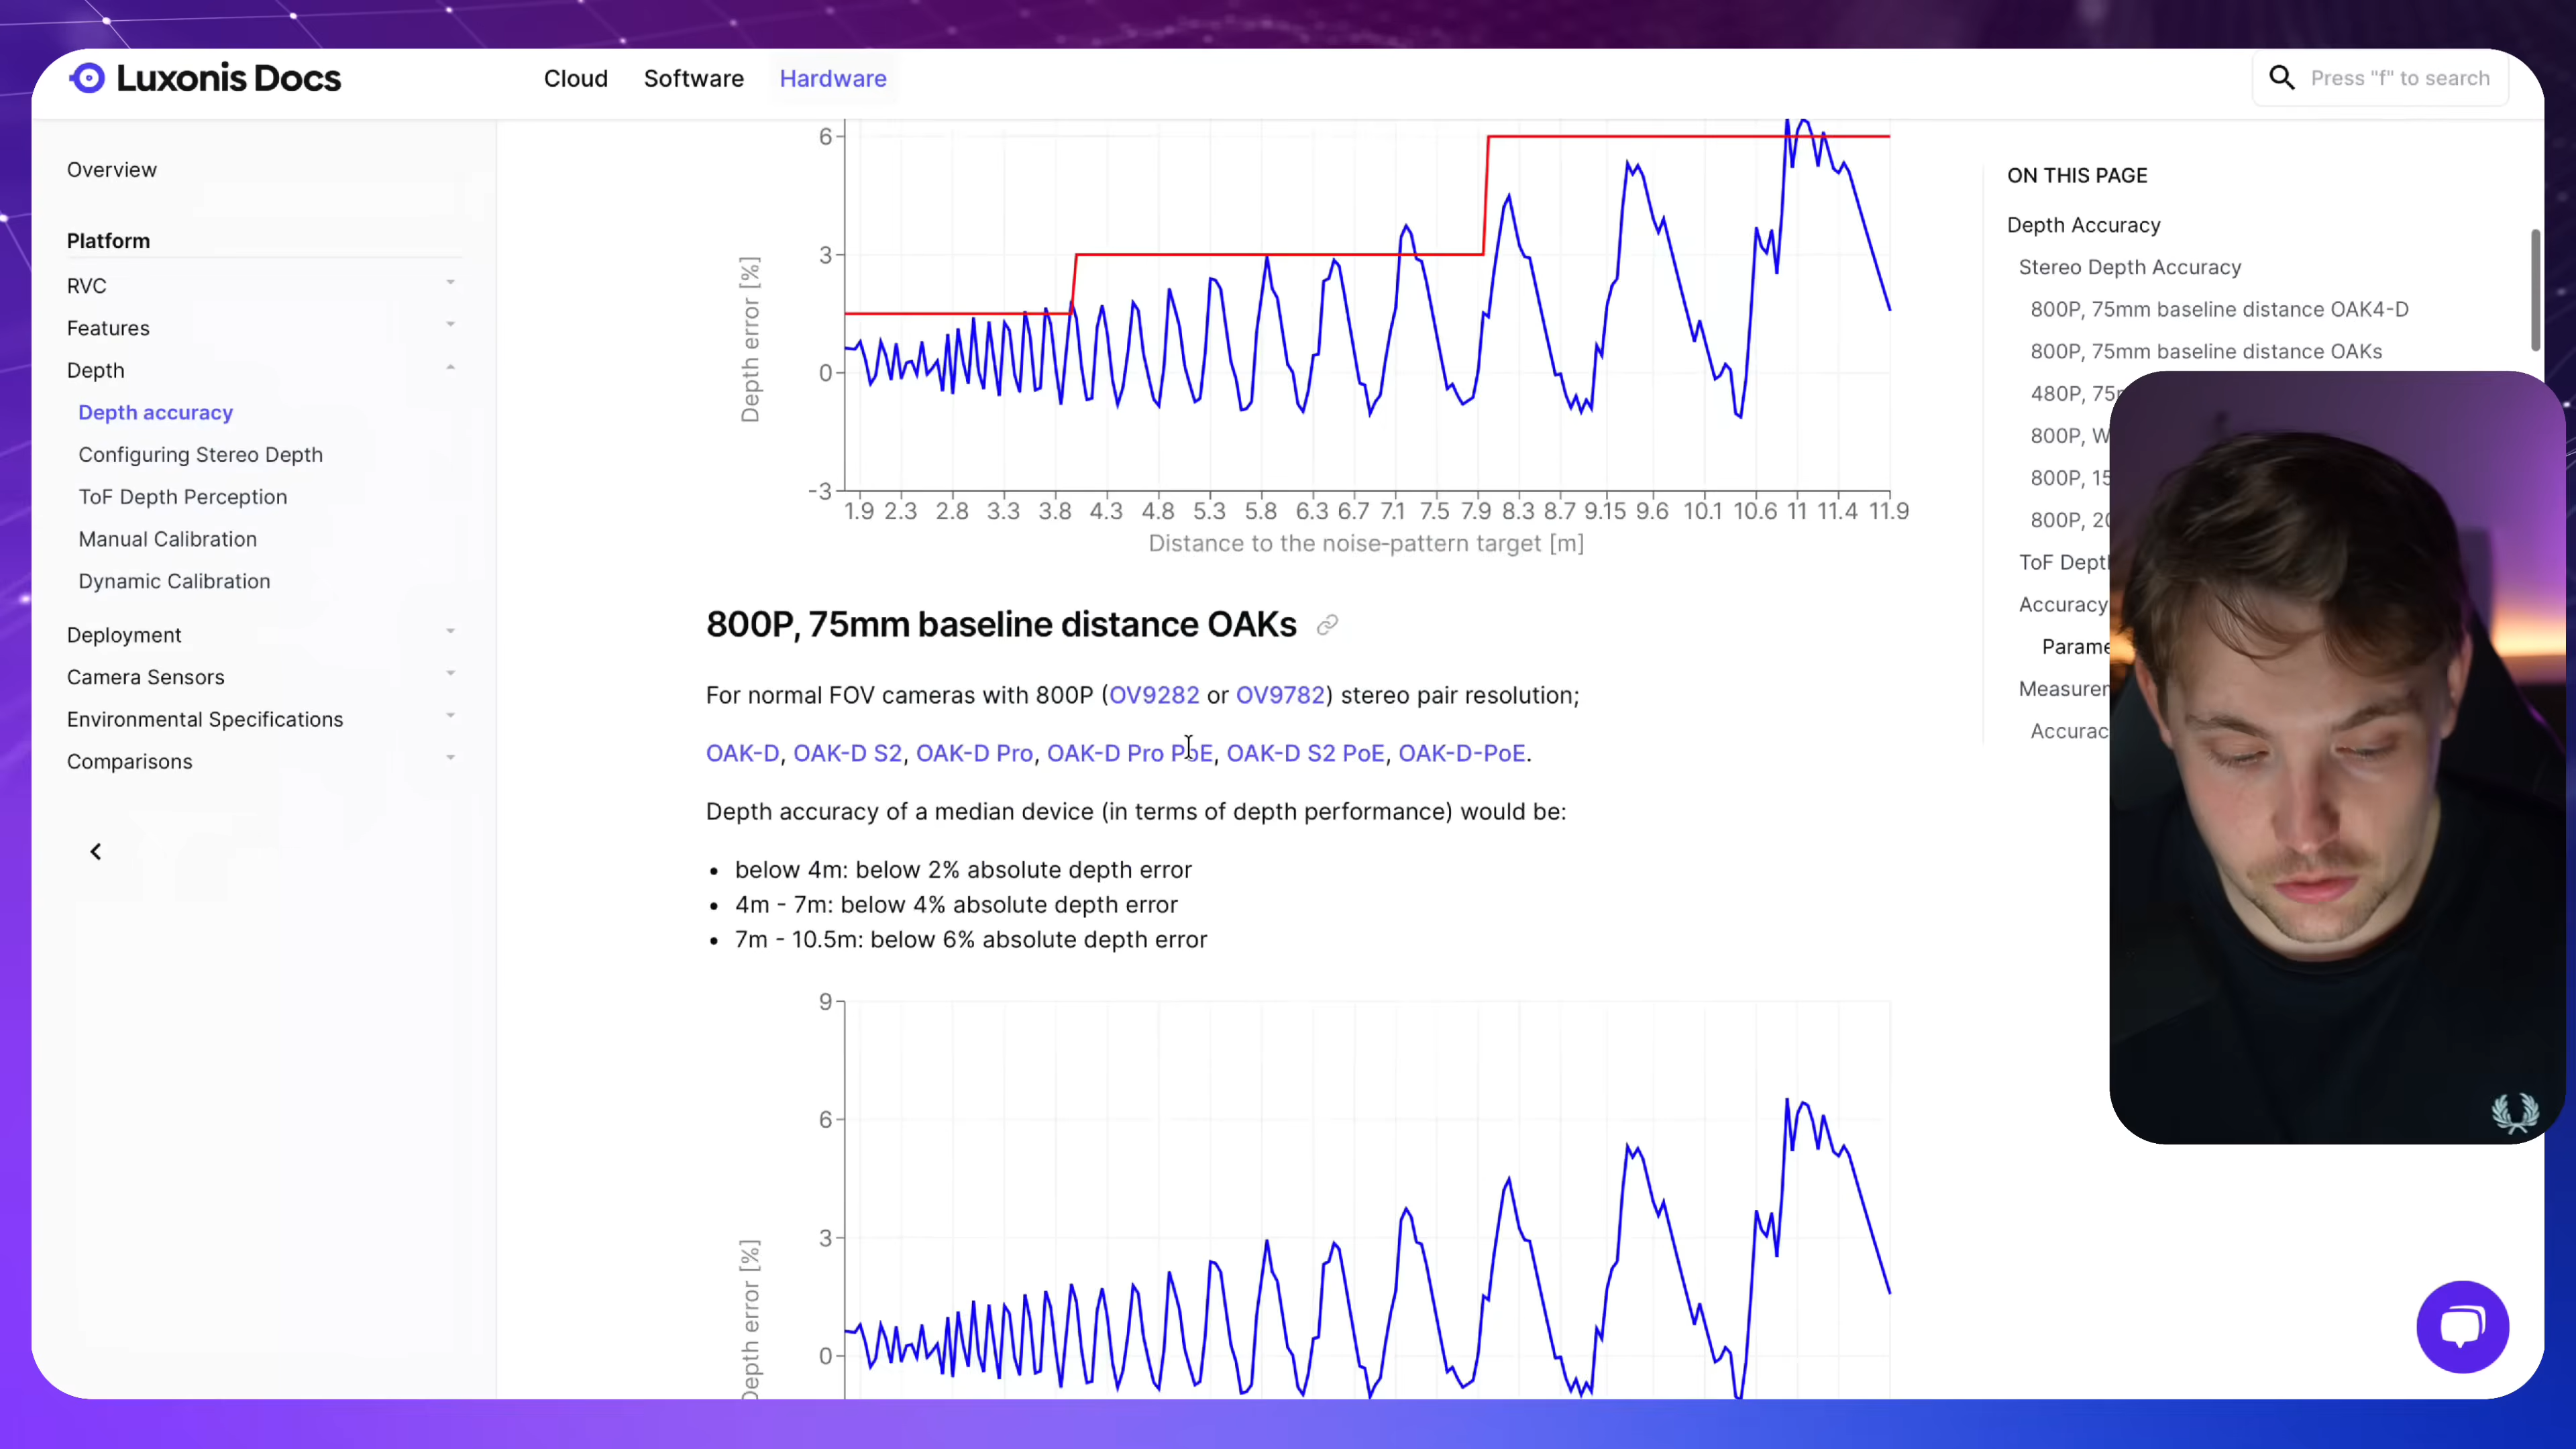 Luxonis Docs
Cloud Software Hardware
Press "f" to search
Overview
Platform
RVC
Features
Depth
Depth accuracy
Configuring Stereo Depth
ToF Depth Perception
Manual Calibration
Dynamic Calibration
Deployment
Camera Sensors
Environmental Specifications
Comparisons
6
3
0
-3
Depth error [%]
1.9 2.3 2.8 3.3 3.8 4.3 4.8 5.3 5.8 6.3 6.7 7.1 7.5 7.9 8.3 8.7 9.15 9.6 10.1 10.6 11 11.4 11.9
Distance to the noise-pattern target [m]
800P, 75mm baseline distance OAKs
For normal FOV cameras with 800P (OV9282 or OV9782) stereo pair resolution;
OAK-D, OAK-D S2, OAK-D Pro, OAK-D Pro PoE, OAK-D S2 PoE, OAK-D-PoE.
Depth accuracy of a median device (in terms of depth performance) would be:
• below 4m: below 2% absolute depth error
• 4m - 7m: below 4% absolute depth error
• 7m - 10.5m: below 6% absolute depth error
9
6
3
0
Depth error [%]
ON THIS PAGE
Depth Accuracy
Stereo Depth Accuracy
800P, 75mm baseline distance OAK4-D
800P, 75mm baseline distance OAKs
480P,
800P,
800P,
800P,
ToF
Accuracy